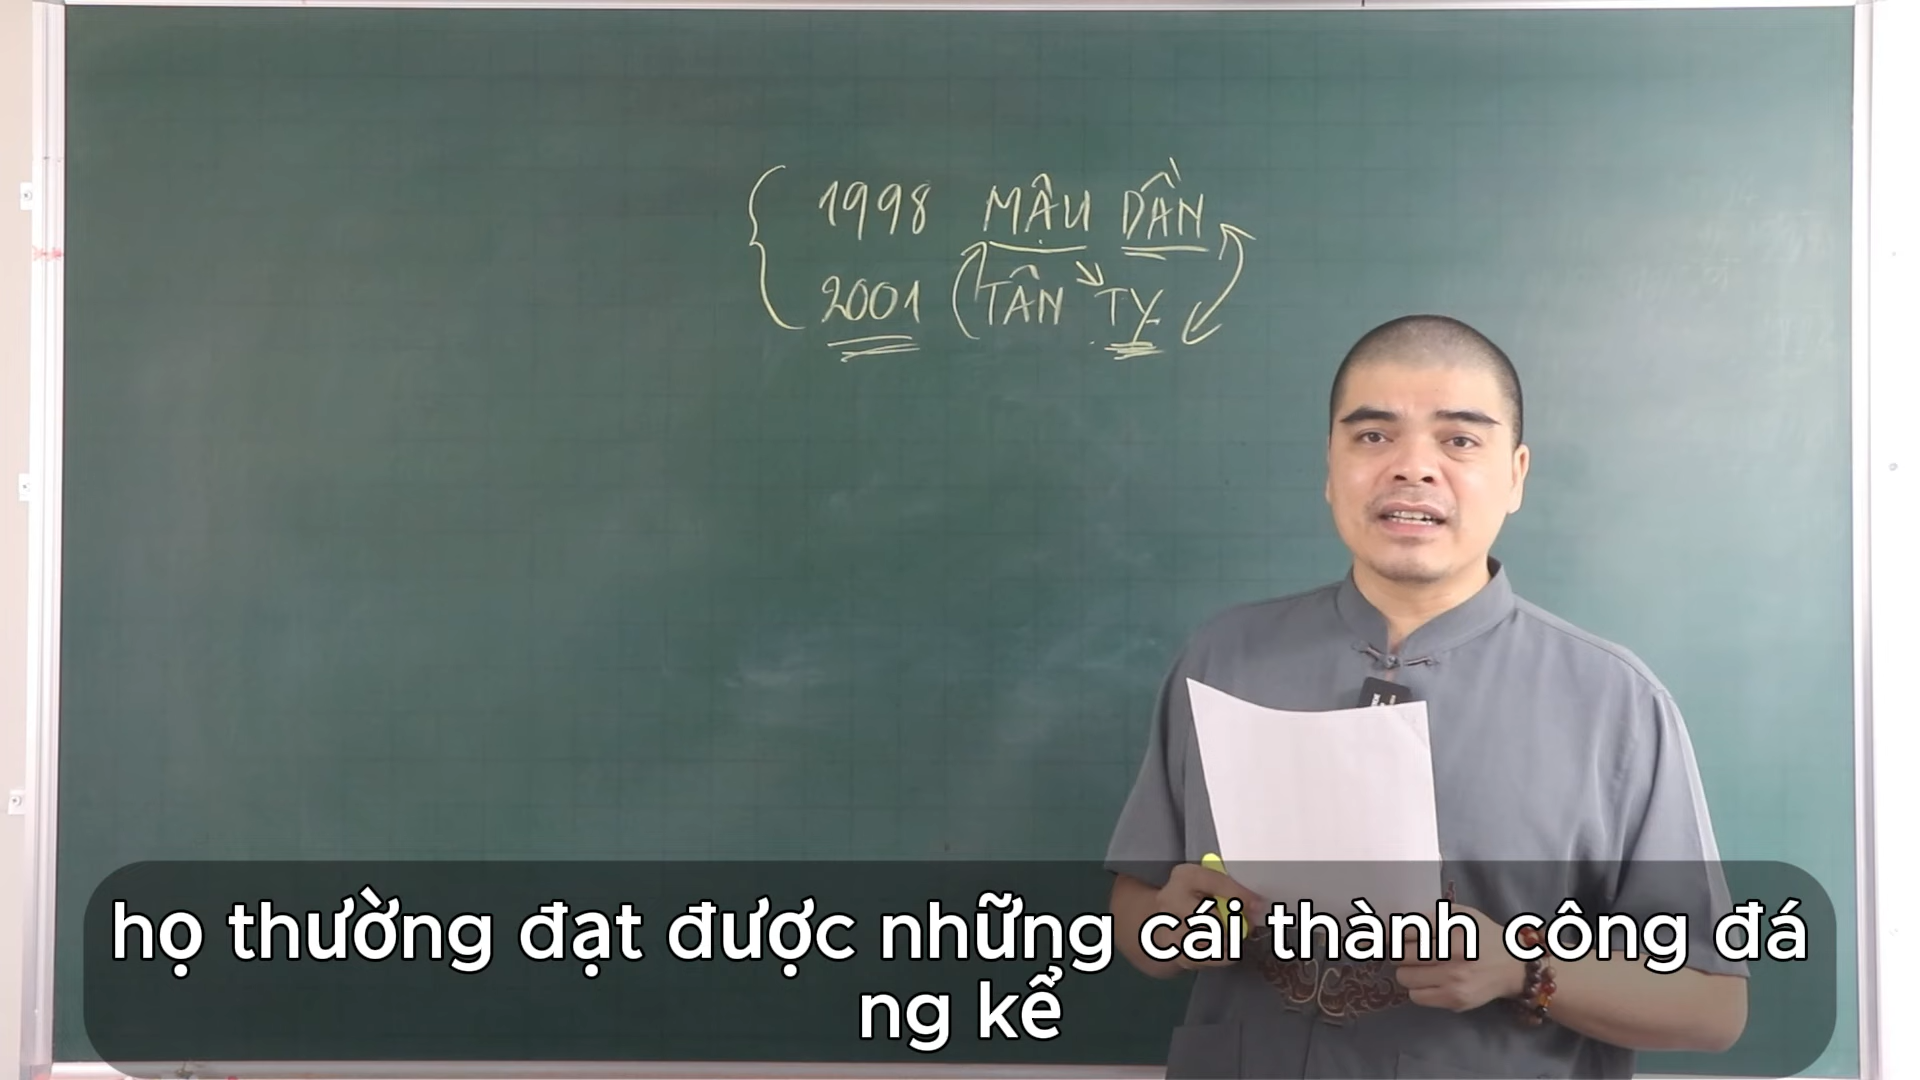 1998 MẬU DẦN
2001 TÂN TỴ
họ thường đạt được những cái thành công đá
ng kể